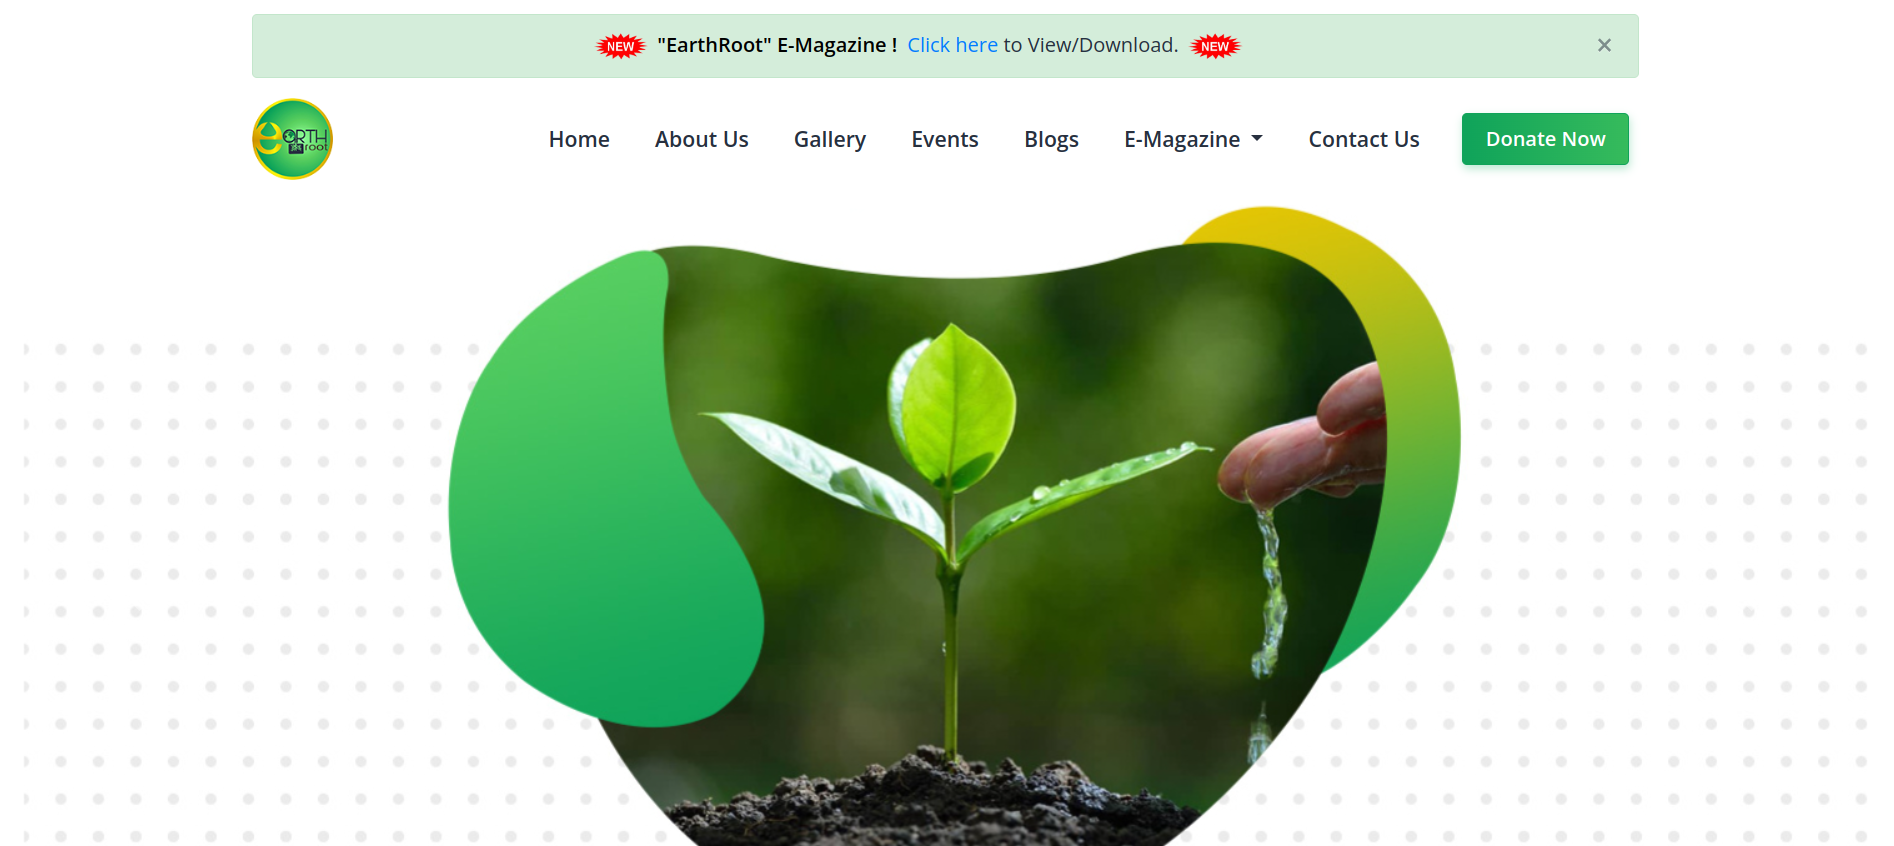 NEW "EarthRoot" E-Magazine ! Click here to View/Download. NEW ×
eORTH
root
Home About Us Gallery Events Blogs E-Magazine Contact Us Donate Now